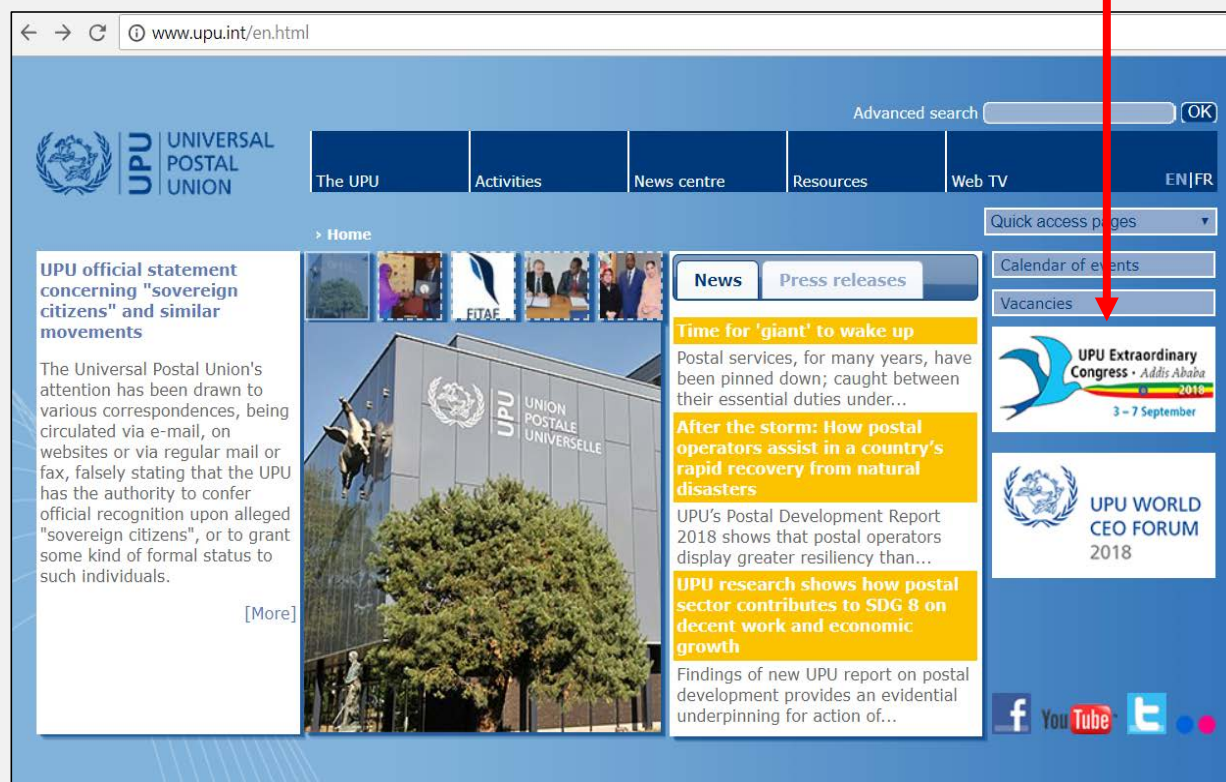 www.upu.int/en.html
Advanced search
OK
UPU
UNIVERSAL
POSTAL
UNION
The UPU
Activities
News centre
Resources
Web TV
EN|FR
Quick access pages
› Home
UPU official statement
concerning "sovereign
citizens" and similar
movements
The Universal Postal Union's
attention has been drawn to
various correspondences, being
circulated via e-mail, on
websites or via regular mail or
fax, falsely stating that the UPU
has the authority to confer
official recognition upon alleged
"sovereign citizens", or to grant
some kind of formal status to
such individuals.
[More]
FiTAF
UPU
UNION
POSTALE
UNIVERSELLE
News
Press releases
Time for 'giant' to wake up
Postal services, for many years, have
been pinned down; caught between
their essential duties under...
After the storm: How postal
operators assist in a country's
rapid recovery from natural
disasters
UPU's Postal Development Report
2018 shows that postal operators
display greater resiliency than...
UPU research shows how postal
sector contributes to SDG 8 on
decent work and economic
growth
Findings of new UPU report on postal
development provides an evidential
underpinning for action of...
Calendar of events
Vacancies
UPU Extraordinary
Congress • Addis Ababa
2018
3 – 7 September
UPU WORLD
CEO FORUM
2018
f
You Tube
t